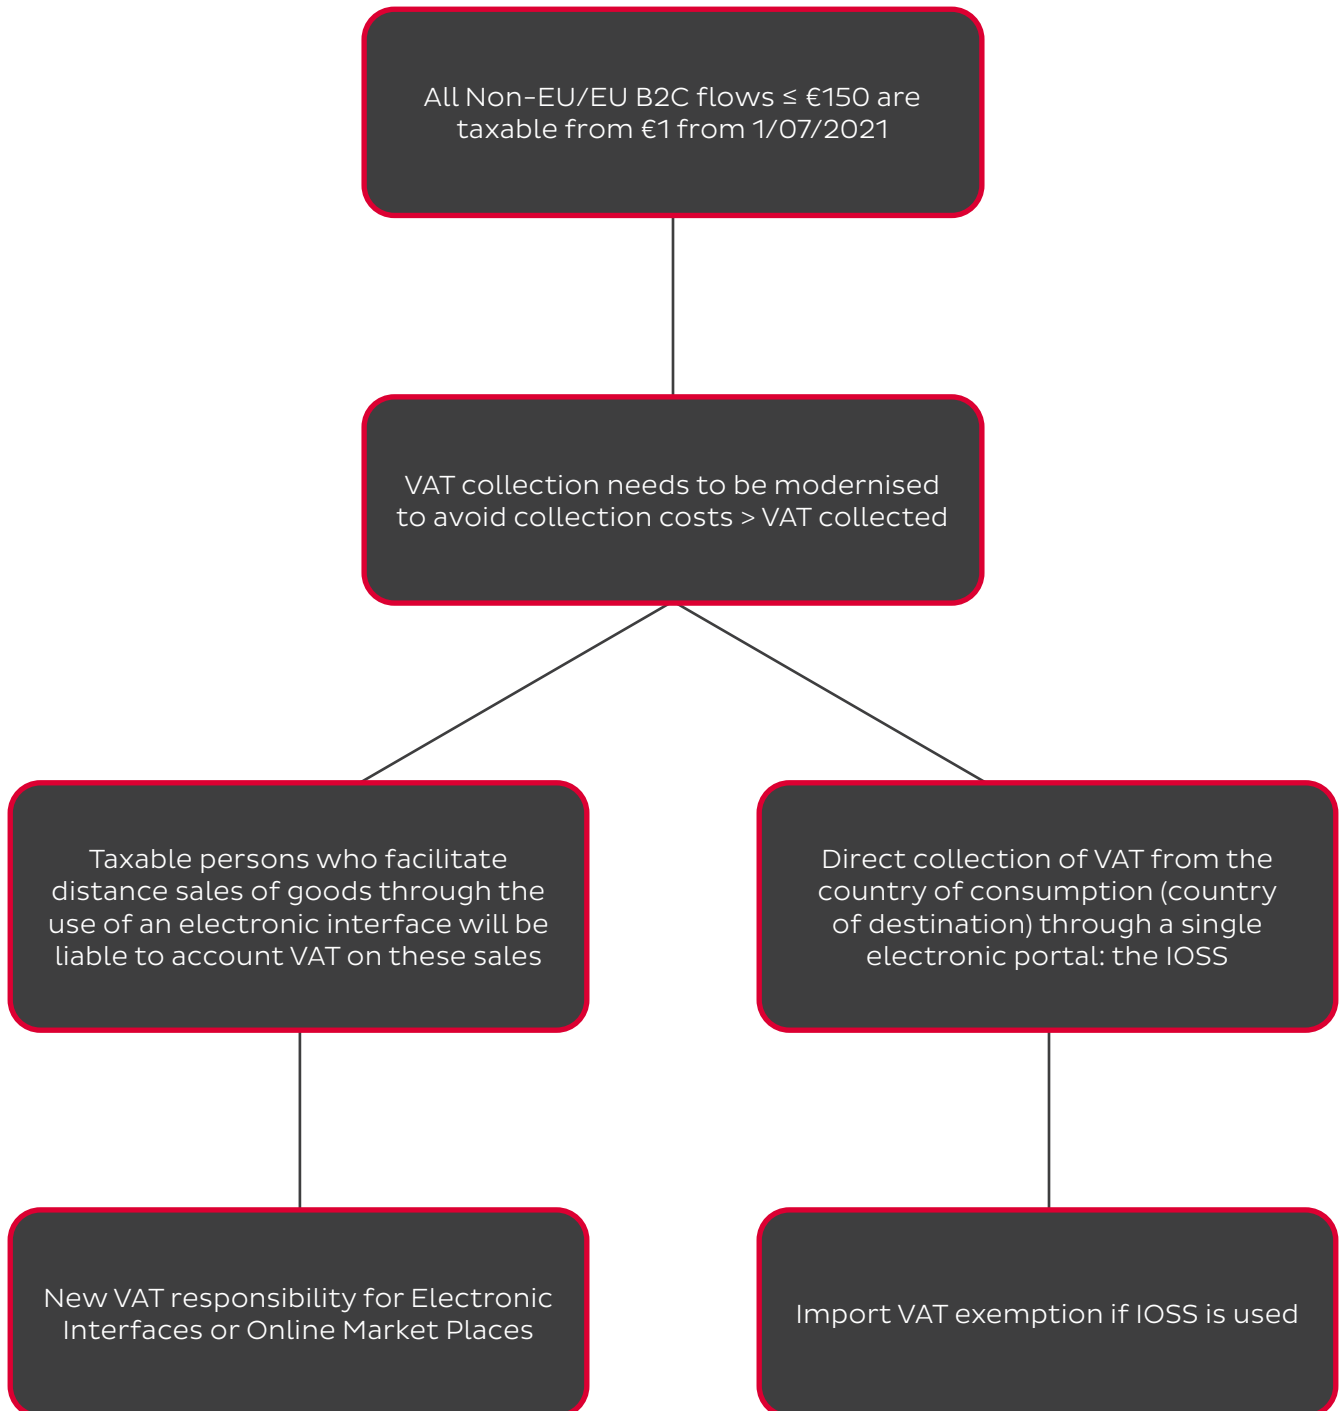 All Non-EU/EU B2C flows ≤ €150 are
taxable from €1 from 1/07/2021
VAT collection needs to be modernised
to avoid collection costs > VAT collected
Taxable persons who facilitate
distance sales of goods through the
use of an electronic interface will be
liable to account VAT on these sales
Direct collection of VAT from the
country of consumption (country
of destination) through a single
electronic portal: the IOSS
New VAT responsibility for Electronic
Interfaces or Online Market Places
Import VAT exemption if IOSS is used